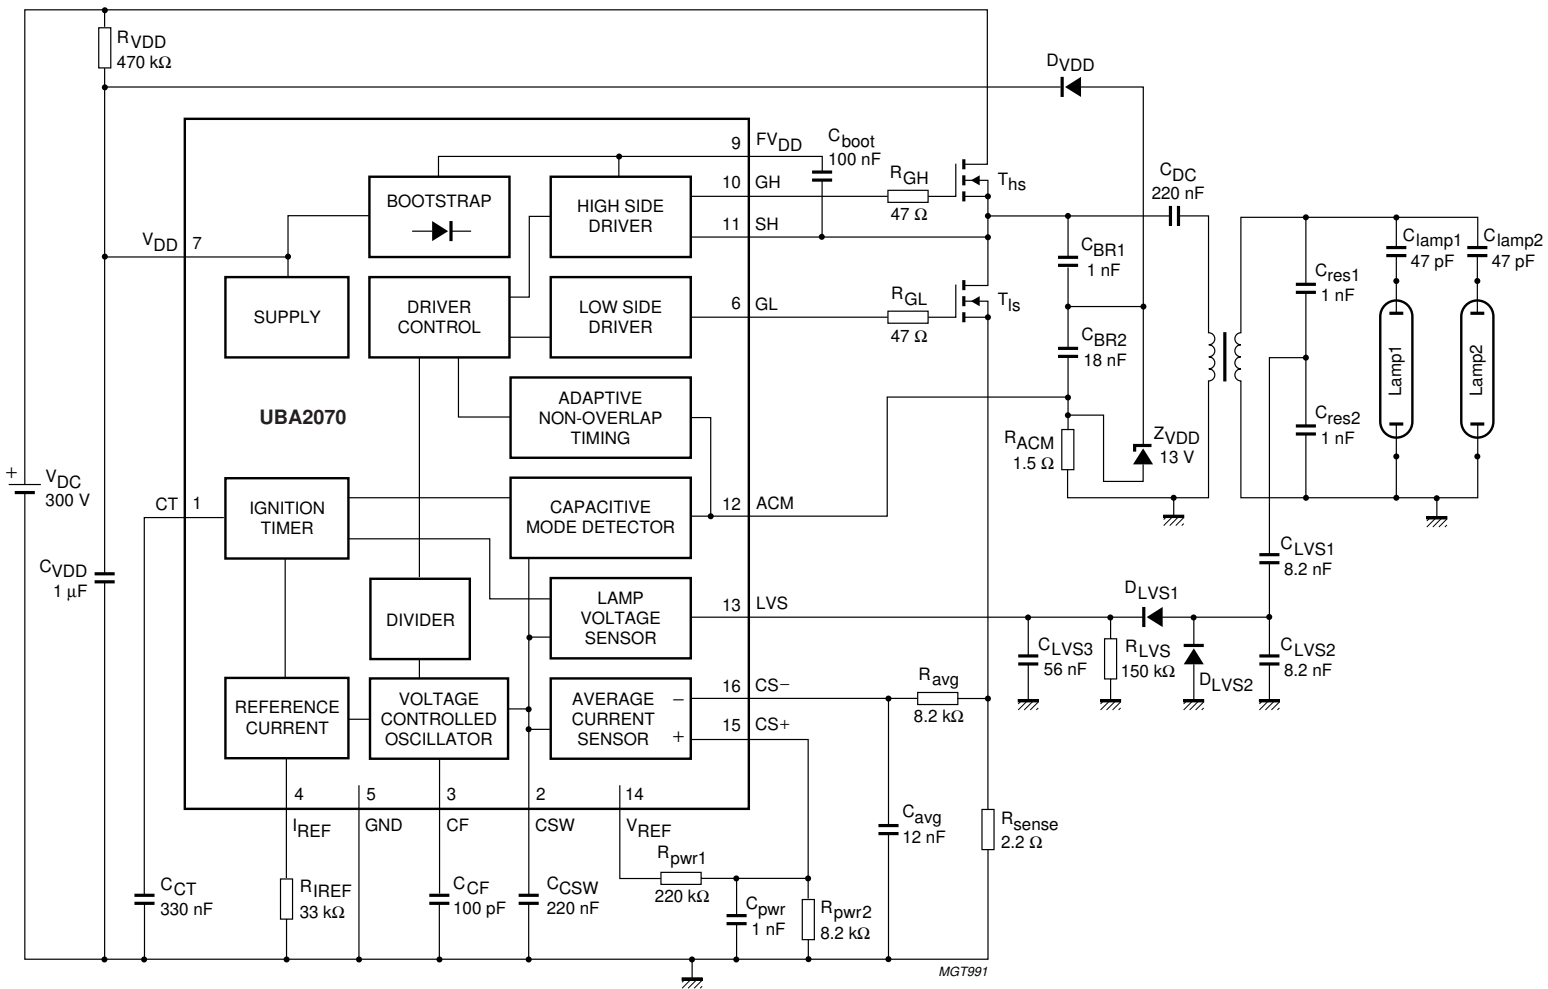 RVDD
470 kΩ
DVDD
9 FVDD
Cboot
100 nF
BOOTSTRAP
HIGH SIDE
DRIVER
10 GH
RGH
47 Ω
Ths
CDC
220 nF
11 SH
VDD 7
SUPPLY
DRIVER
CONTROL
LOW SIDE
DRIVER
6 GL
RGL
47 Ω
Tls
CBR1
1 nF
Cres1
1 nF
Clamp1
47 pF
Clamp2
47 pF
CBR2
18 nF
Lamp1
Lamp2
UBA2070
ADAPTIVE
NON-OVERLAP
TIMING
RACM
1.5 Ω
ZVDD
13 V
Cres2
1 nF
+
VDC
300 V
CT 1
IGNITION
TIMER
CAPACITIVE
MODE DETECTOR
12 ACM
CVDD
1 μF
DIVIDER
LAMP
VOLTAGE
SENSOR
13 LVS
CLVS1
8.2 nF
DLVS1
CLVS3
56 nF
RLVS
150 kΩ
DLVS2
CLVS2
8.2 nF
REFERENCE
CURRENT
VOLTAGE
CONTROLLED
OSCILLATOR
AVERAGE
CURRENT
SENSOR
−
+
16 CS−
15 CS+
Ravg
8.2 kΩ
4
IREF
5
GND
3
CF
2
CSW
14
VREF
Cavg
12 nF
Rsense
2.2 Ω
CCT
330 nF
RIREF
33 kΩ
CCF
100 pF
CCSW
220 nF
Rpwr1
220 kΩ
Cpwr
1 nF
Rpwr2
8.2 kΩ
MGT991